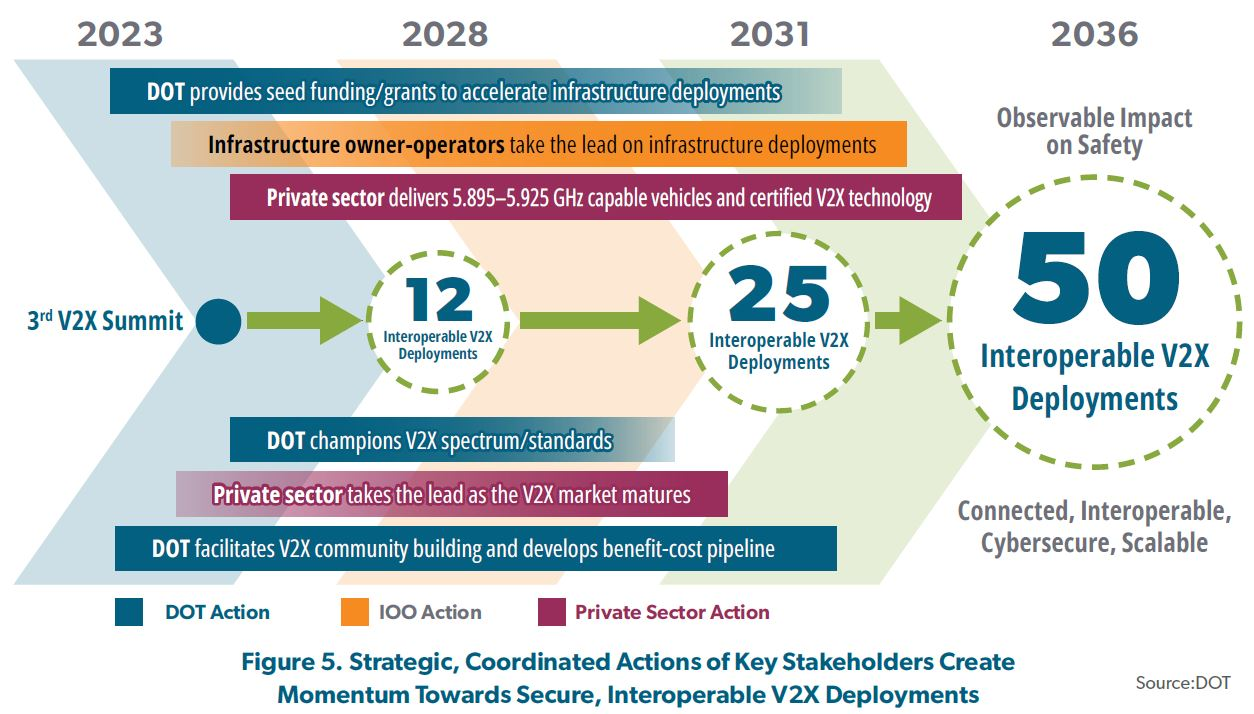 2023 2028 2031 2036
DOT provides seed funding/grants to accelerate infrastructure deployments
Infrastructure owner-operators take the lead on infrastructure deployments
Private sector delivers 5.895–5.925 GHz capable vehicles and certified V2X technology
Observable Impact
on Safety
3rd V2X Summit
12
Interoperable V2X
Deployments
25
Interoperable V2X
Deployments
50
Interoperable V2X
Deployments
DOT champions V2X spectrum/standards
Private sector takes the lead as the V2X market matures
DOT facilitates V2X community building and develops benefit-cost pipeline
Connected, Interoperable,
Cybersecure, Scalable
DOT Action IOO Action Private Sector Action
Figure 5. Strategic, Coordinated Actions of Key Stakeholders Create
Momentum Towards Secure, Interoperable V2X Deployments
Source:DOT